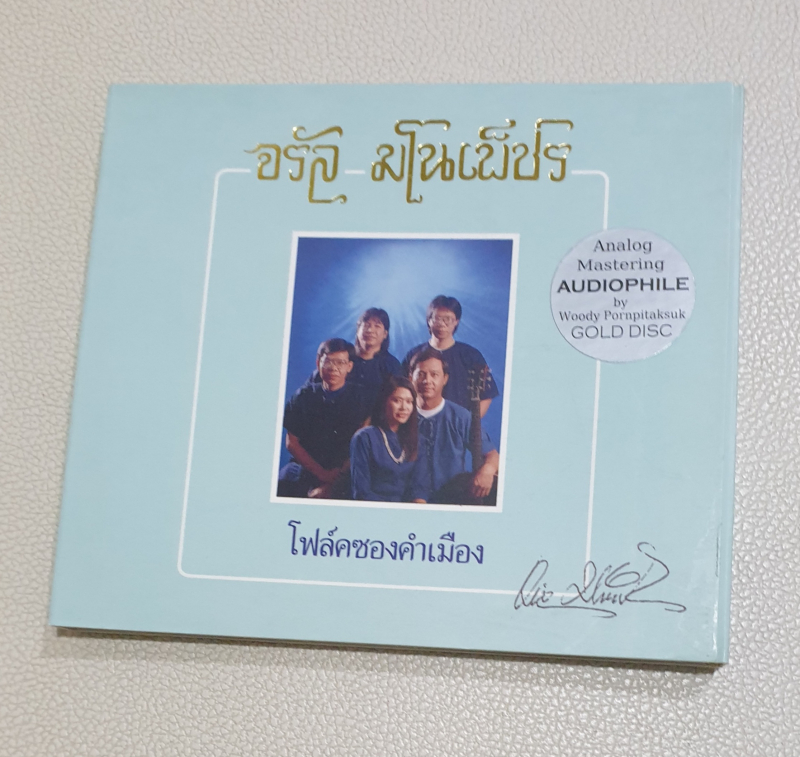 จรัล มโนเพ็ชร
Analog
Mastering
AUDIOPHILE
by
Woody Pornpitaksuk
GOLD DISC
โฟล์คซองคำเมือง